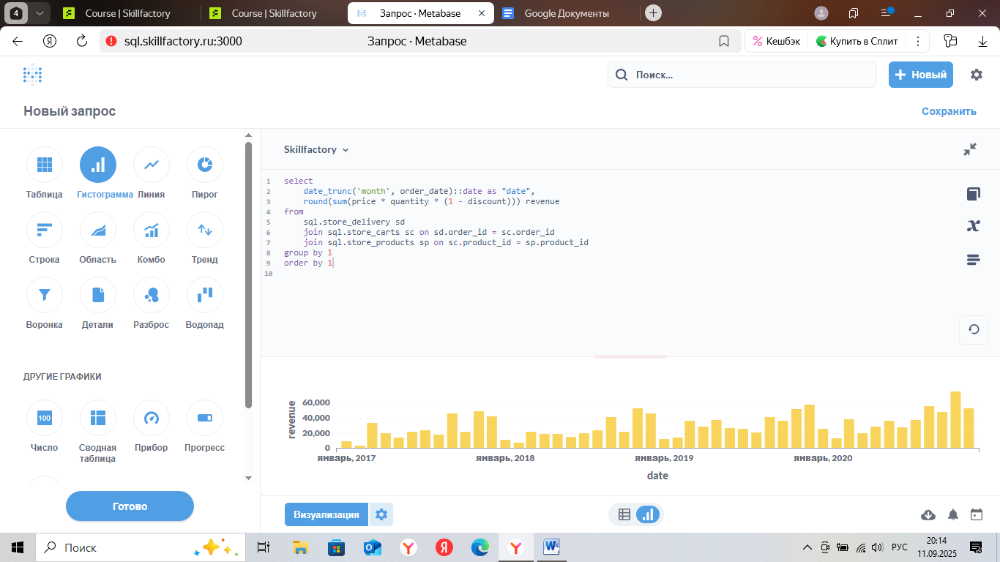 4
Course | Skillfactory
Course | Skillfactory
Запрос · Metabase
Google Документы
Я
sql.skillfactory.ru:3000
Запрос · Metabase
Кешбэк
Купить в Сплит
Поиск...
Новый
Новый запрос
Сохранить
Таблица
Гистограмма
Линия
Пирог
Строка
Область
Комбо
Тренд
Воронка
Детали
Разброс
Водопад
ДРУГИЕ ГРАФИКИ
100
Число
Сводная
таблица
Прибор
Прогресс
Готово
Skillfactory
1 select
2 date_trunc('month', order_date)::date as "date",
3 round(sum(price * quantity * (1 - discount))) revenue
4 from
5 sql.store_delivery sd
6 join sql.store_carts sc on sd.order_id = sc.order_id
7 join sql.store_products sp on sc.product_id = sp.product_id
8 group by 1
9 order by 1
10
x
revenue
60,000
40,000
20,000
0
январь, 2017
январь, 2018
январь, 2019
январь, 2020
date
Визуализация
Поиск
Я
W
РУС
20:14
11.09.2025